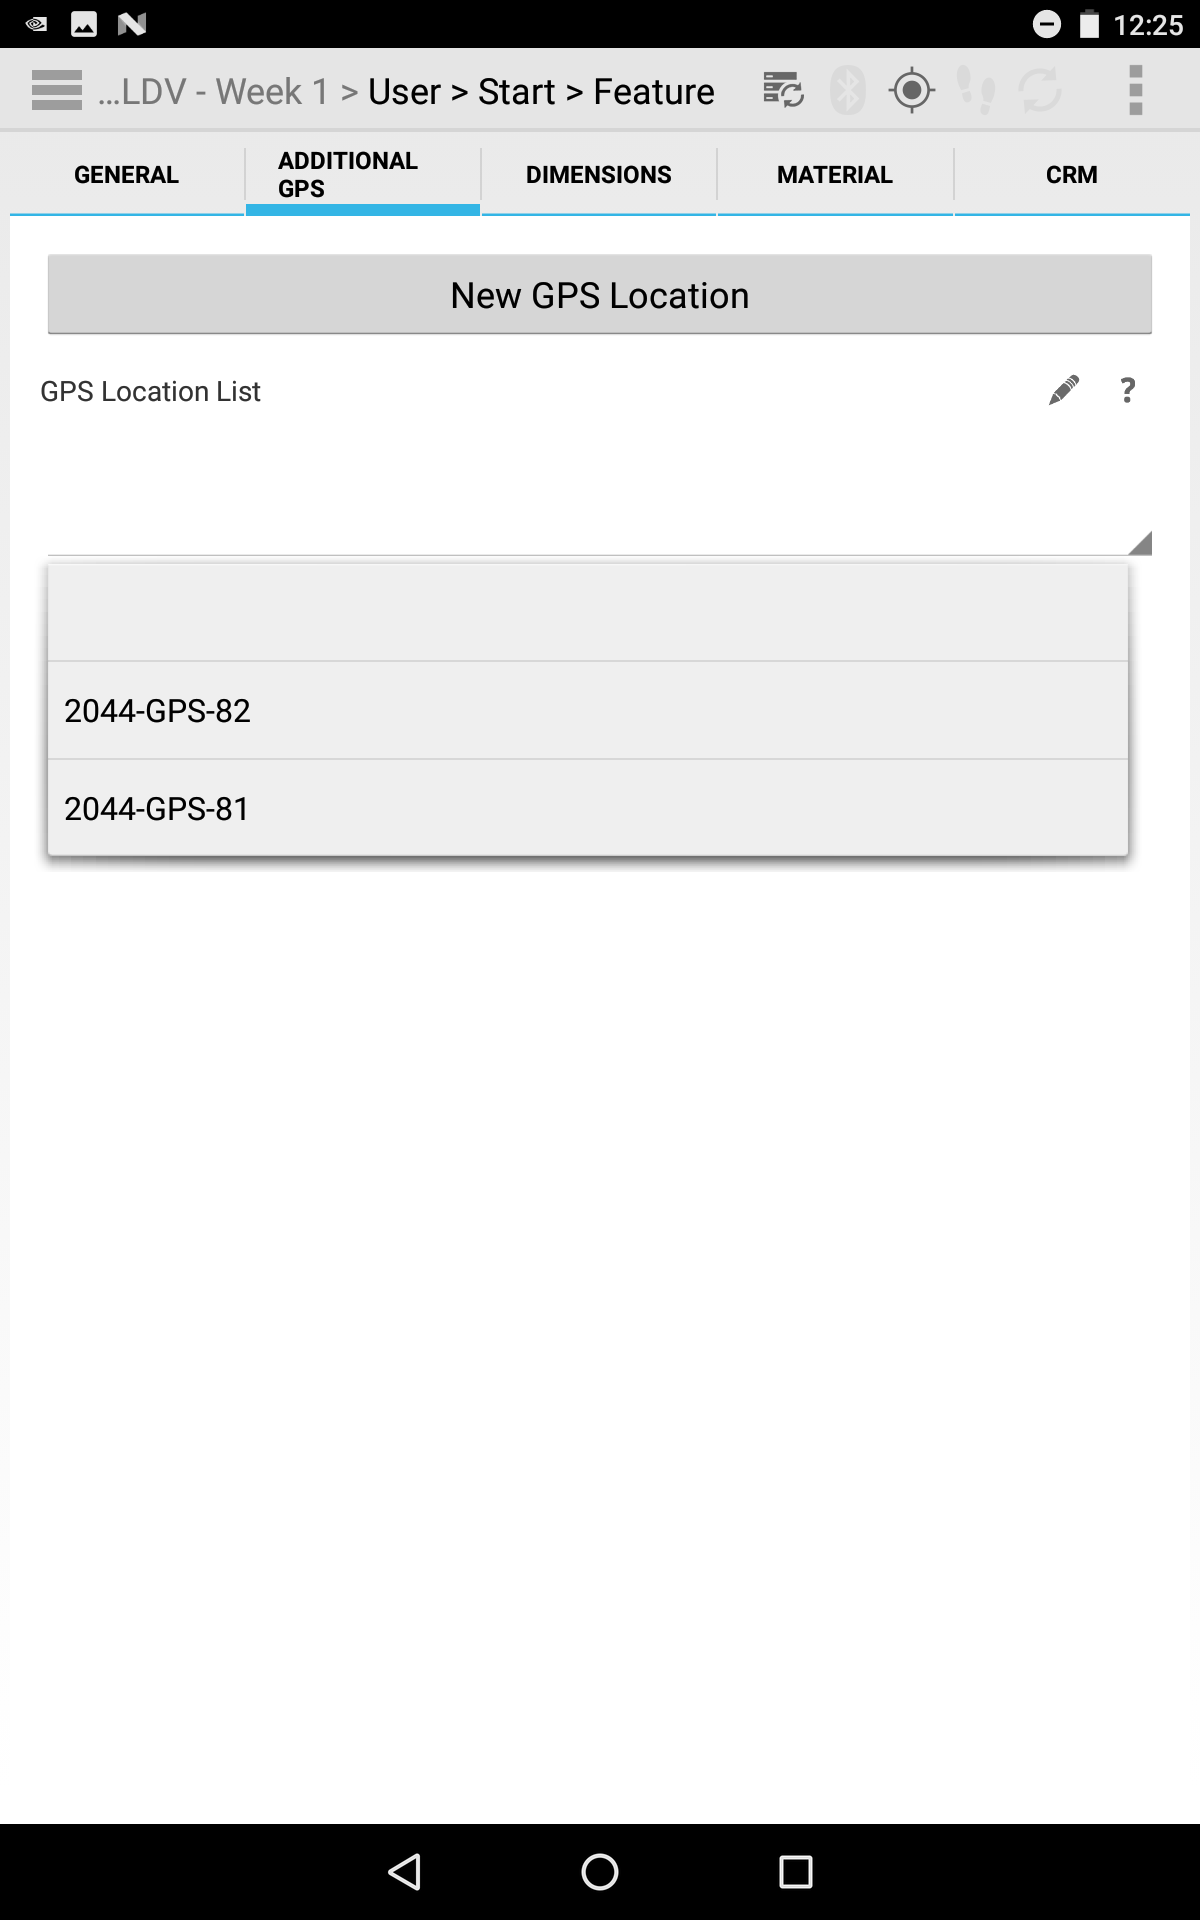 12:25
...LDV - Week 1 > User > Start > Feature
GENERAL
ADDITIONAL
GPS
DIMENSIONS
MATERIAL
CRM
New GPS Location
GPS Location List
?
2044-GPS-82
2044-GPS-81